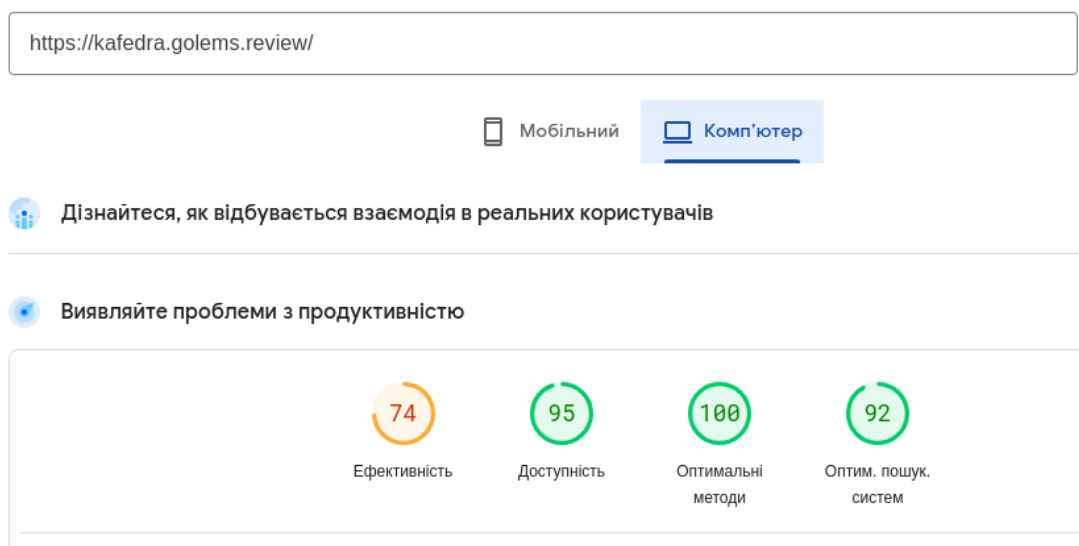 https://kafedra.golems.review/
Мобільний
Комп’ютер
Дізнайтеся, як відбувається взаємодія в реальних користувачів
Виявляйте проблеми з продуктивністю
74
95
100
92
Ефективність
Доступність
Оптимальні
методи
Оптим. пошук.
систем